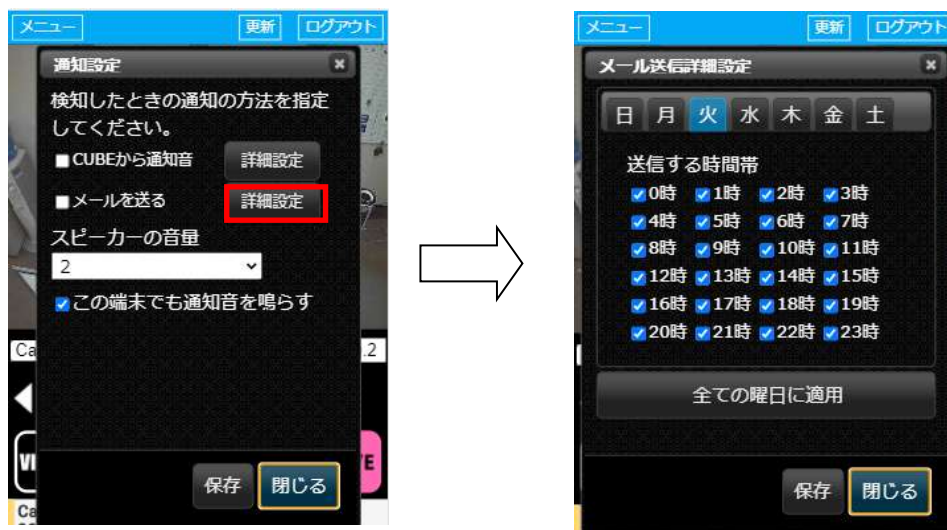 メニュー 更新 ログアウト
通知設定
検知したときの通知の方法を指定
してください。
CUBEから通知音 詳細設定
メールを送る 詳細設定
スピーカーの音量
2
この端末でも通知音を鳴らす
Ca .2
VI E
保存 閉じる
Ca
メニュー 更新 ログアウト
メール送信詳細設定
日 月 火 水 木 金 土
送信する時間帯
0時 1時 2時 3時
4時 5時 6時 7時
8時 9時 10時 11時
12時 13時 14時 15時
16時 17時 18時 19時
20時 21時 22時 23時
全ての曜日に適用
保存 閉じる